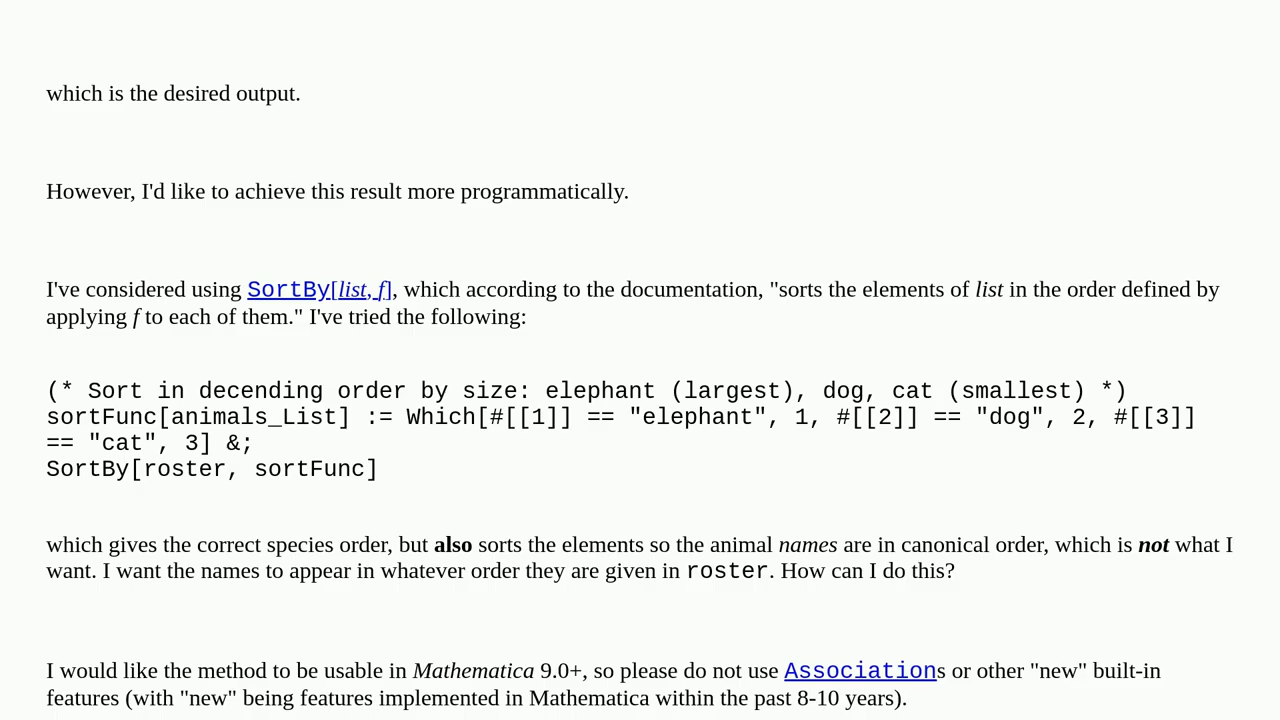 which is the desired output.
However, I'd like to achieve this result more programmatically.
I've considered using SortBy[list, f], which according to the documentation, "sorts the elements of list in the order defined by
applying f to each of them." I've tried the following:
(* Sort in decending order by size: elephant (largest), dog, cat (smallest) *)
sortFunc[animals_List] := Which[#[[1]] == "elephant", 1, #[[2]] == "dog", 2, #[[3]]
== "cat", 3] &;
SortBy[roster, sortFunc]
which gives the correct species order, but also sorts the elements so the animal names are in canonical order, which is not what I
want. I want the names to appear in whatever order they are given in roster. How can I do this?
I would like the method to be usable in Mathematica 9.0+, so please do not use Associations or other "new" built-in
features (with "new" being features implemented in Mathematica within the past 8-10 years).